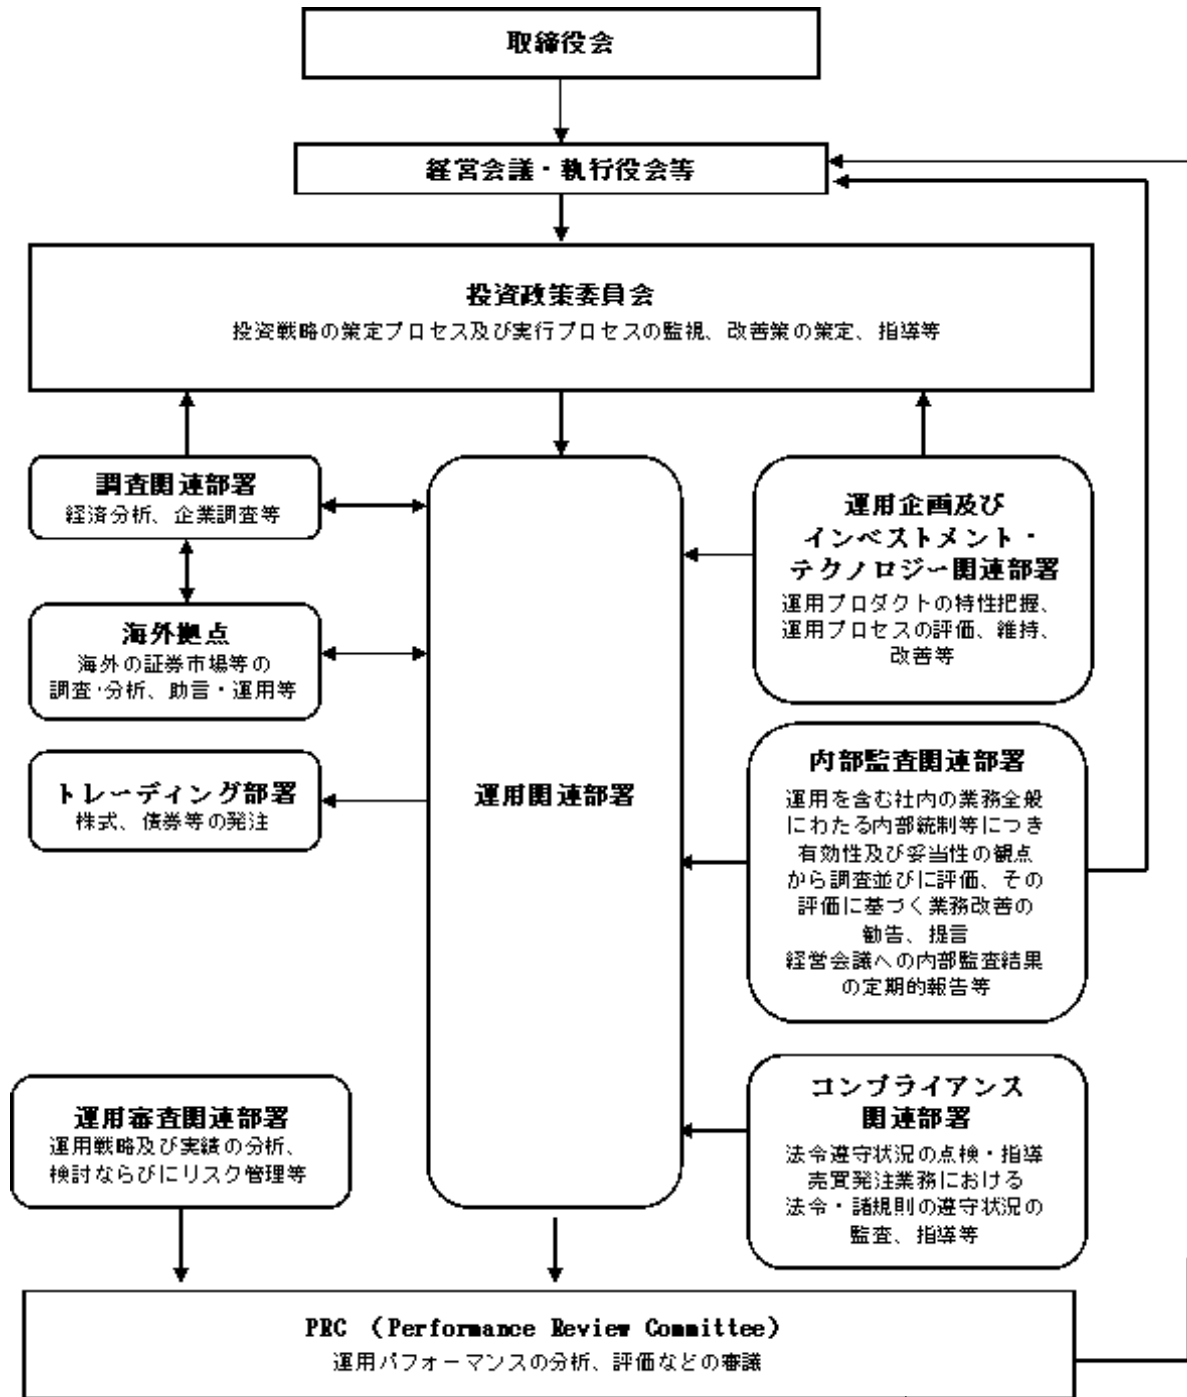 取締役会
経営会議・執行役会等
投資政策委員会
投資戦略の策定プロセス及び実行プロセスの監視、改善策の策定、指導等
調査関連部署
経済分析、企業調査等
海外拠点
海外の証券市場等の
調査・分析、助言・運用等
トレーディング部署
株式、債券等の発注
運用関連部署
運用企画及び
インベストメント・
テクノロジー関連部署
運用プロダクトの特性把握、
運用プロセスの評価、維持、
改善等
内部監査関連部署
運用を含む社内の業務全般
にわたる内部統制等につき
有効性及び妥当性の観点
から調査並びに評価、その
評価に基づく業務改善の
勧告、提言
経営会議への内部監査結果
の定期的報告等
コンプライアンス
関連部署
法令遵守状況の点検・指導
売買発注業務における
法令・諸規則の遵守状況の
監査、指導等
運用審査関連部署
運用戦略及び実績の分析、
検討ならびにリスク管理等
PRC （Performance Review Committee）
運用パフォーマンスの分析、評価などの審議